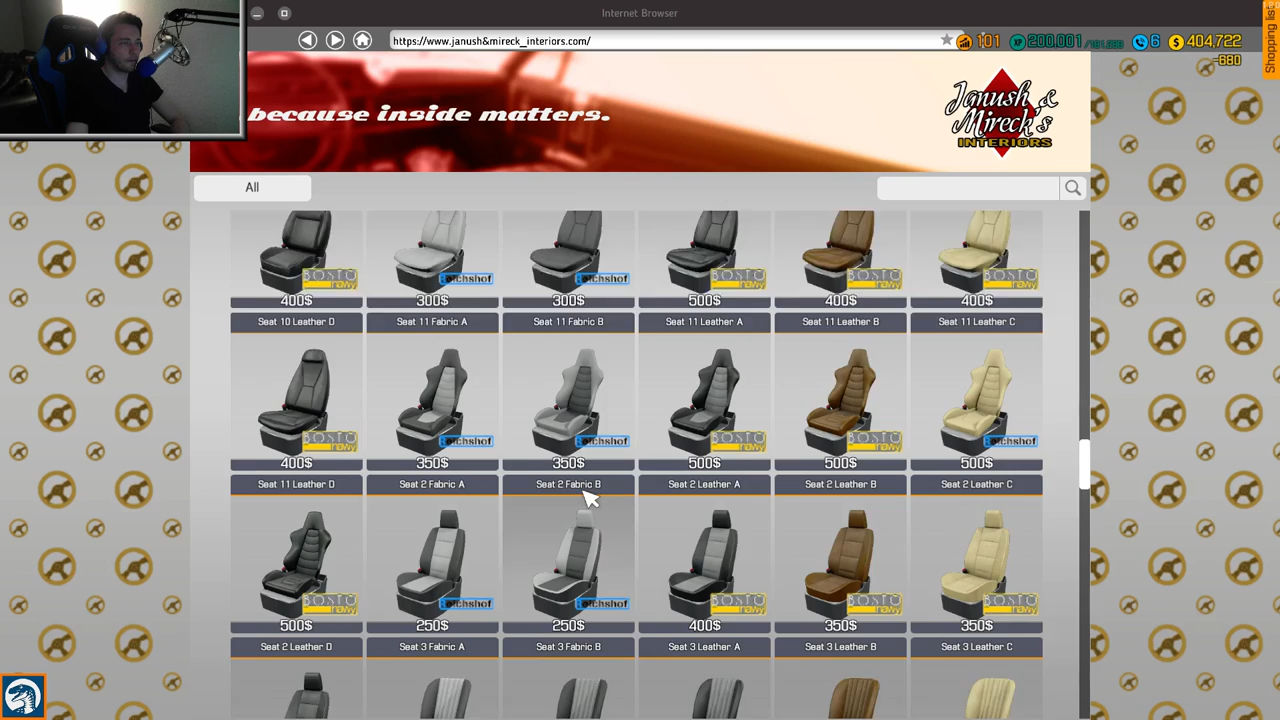 Internet Browser
https://www.janush&mireck_interiors.com/
101
200,001
6
$ 404,722
-680
Shopping list
because inside matters.
Janush &
Mireck's
INTERIORS
All
400$ 300$ 300$ 500$ 400$ 400$
Seat 10 Leather D Seat 11 Fabric A Seat 11 Fabric B Seat 11 Leather A Seat 11 Leather B Seat 11 Leather C
400$ 350$ 350$ 500$ 500$ 500$
Seat 11 Leather D Seat 2 Fabric A Seat 2 Fabric B Seat 2 Leather A Seat 2 Leather B Seat 2 Leather C
500$ 250$ 250$ 400$ 350$ 350$
Seat 2 Leather D Seat 3 Fabric A Seat 3 Fabric B Seat 3 Leather A Seat 3 Leather B Seat 3 Leather C